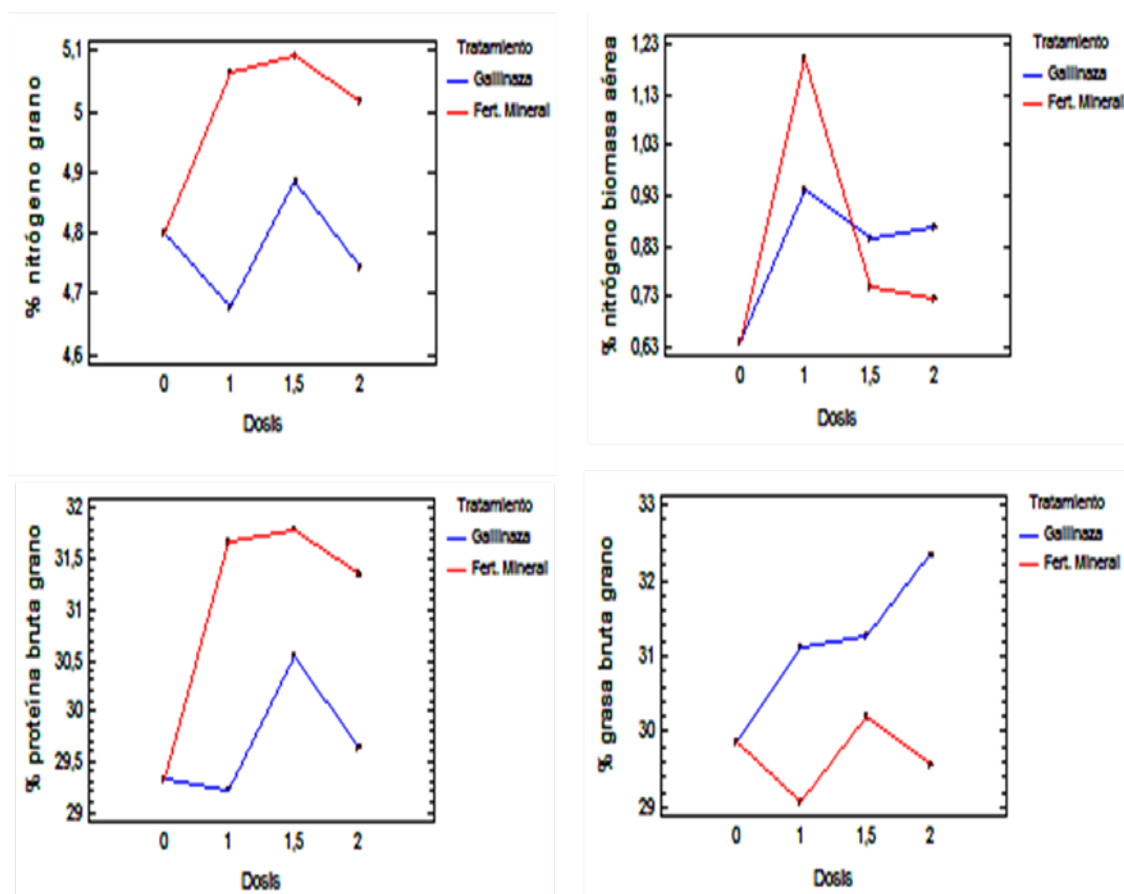 % nitrógeno grano
5,1
5
4,9
4,8
4,7
4,6
0 1 1,5 2
Dosis
Tratamiento
Gallinaza
Fert. Mineral
% nitrógeno biomasa aérea
1,23
1,13
1,03
0,93
0,83
0,73
0,63
0 1 1,5 2
Dosis
Tratamiento
Gallinaza
Fert. Mineral
% proteína bruta grano
32
31,5
31
30,5
30
29,5
29
0 1 1,5 2
Dosis
Tratamiento
Gallinaza
Fert. Mineral
% grasa bruta grano
33
32
31
30
29
0 1 1,5 2
Dosis
Tratamiento
Gallinaza
Fert. Mineral